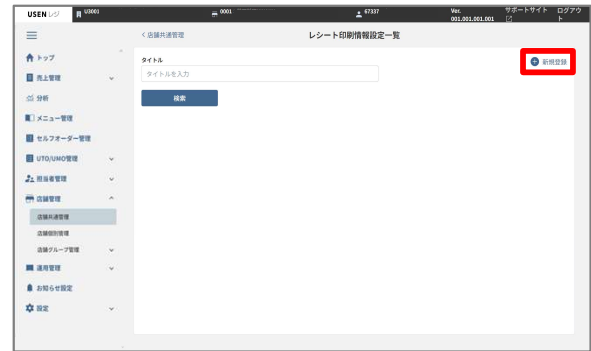 USEN レジ U3001 0001 67337 Ver. 001.001.001.001 サポートサイト ログアウト
< 店舗共通管理 レシート印刷情報設定一覧
トップ
売上管理
分析
メニュー管理
セルフオーダー管理
UTO/UNO管理
担当者管理
店舗管理
店舗共通管理
店舗個別管理
店舗グループ管理
運用管理
お知らせ設定
設定
タイトル
タイトルを入力
検索
新規登録